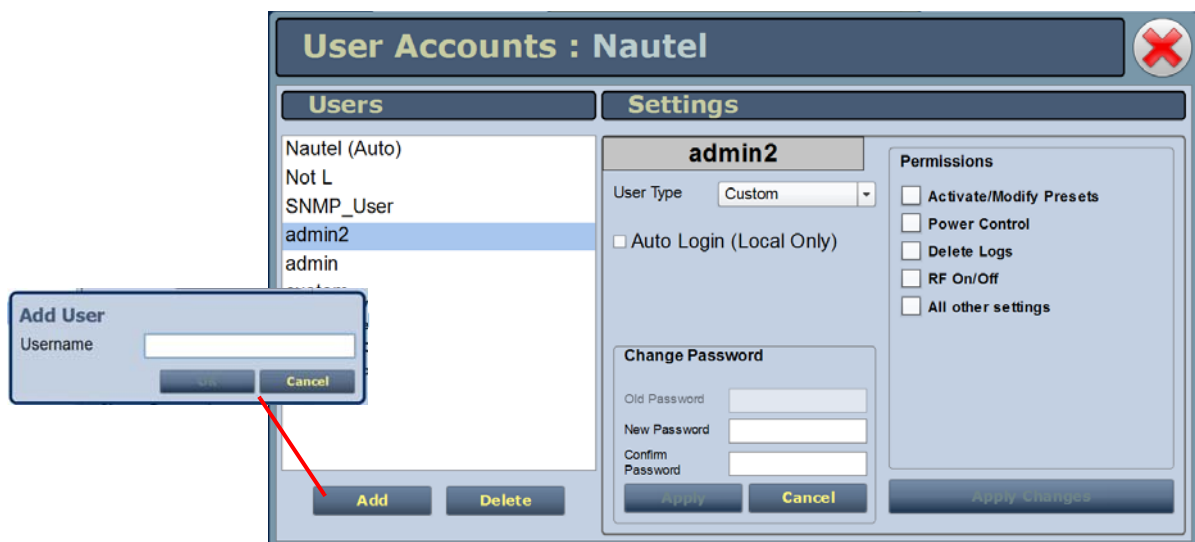 User Accounts : Nautel
Users
Settings
Nautel (Auto)
Not L
SNMP_User
admin2
admin
Add User
Username
OK
Cancel
Add
Delete
admin2
User Type
Custom
Auto Login (Local Only)
Change Password
Old Password
New Password
Confirm
Password
Apply
Cancel
Permissions
Activate/Modify Presets
Power Control
Delete Logs
RF On/Off
All other settings
Apply Changes